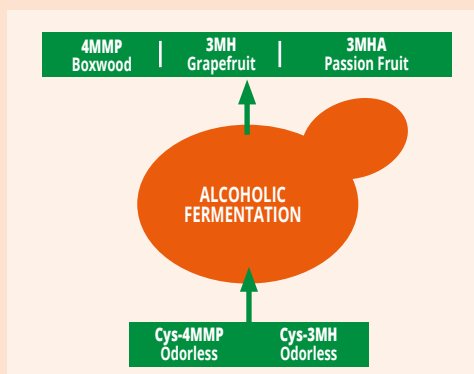 4MMP | 3MH | 3MHA
Boxwood Grapefruit Passion Fruit
ALCOHOLIC
FERMENTATION
Cys-4MMP Cys-3MH
Odorless Odorless